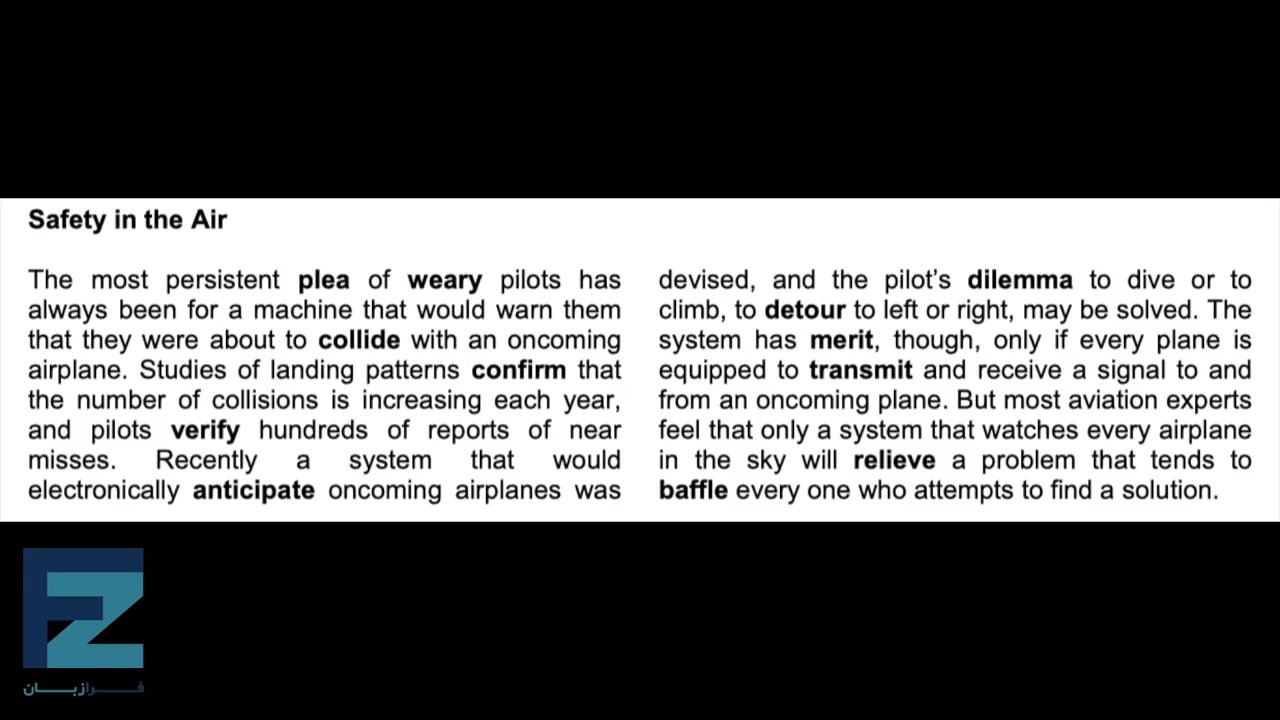 Safety in the Air
The most persistent plea of weary pilots has
always been for a machine that would warn them
that they were about to collide with an oncoming
airplane. Studies of landing patterns confirm that
the number of collisions is increasing each year,
and pilots verify hundreds of reports of near
misses. Recently a system that would
electronically anticipate oncoming airplanes was
devised, and the pilot's dilemma to dive or to
climb, to detour to left or right, may be solved. The
system has merit, though, only if every plane is
equipped to transmit and receive a signal to and
from an oncoming plane. But most aviation experts
feel that only a system that watches every airplane
in the sky will relieve a problem that tends to
baffle every one who attempts to find a solution.
FZ
فرازبان